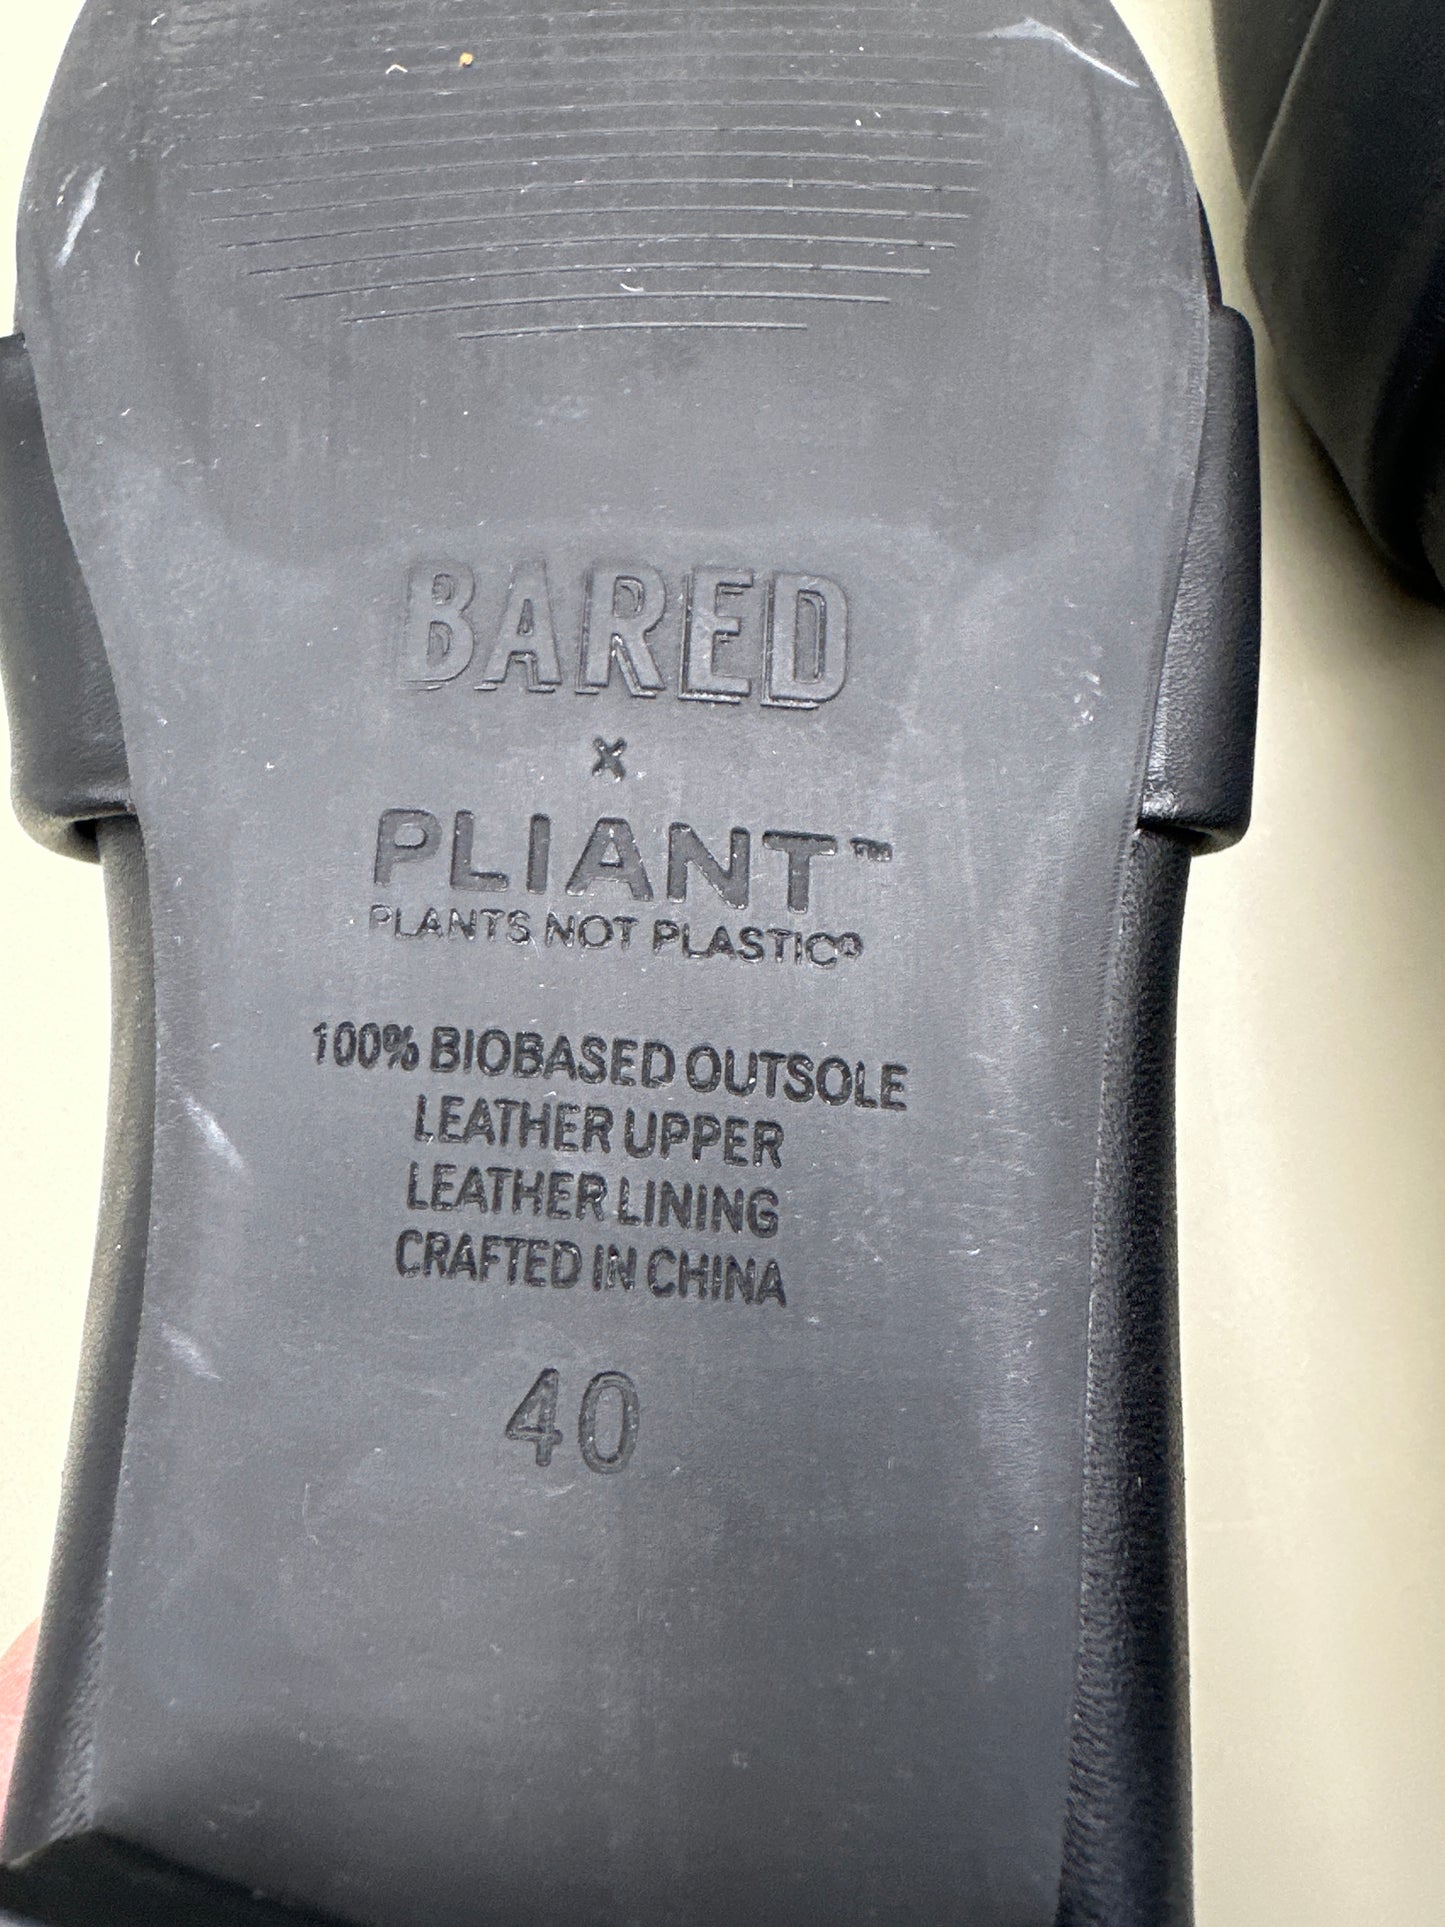 BARED
x
PLIANT™
PLANTS NOT PLASTIC®
100% BIOBASED OUTSOLE
LEATHER UPPER
LEATHER LINING
CRAFTED IN CHINA
40